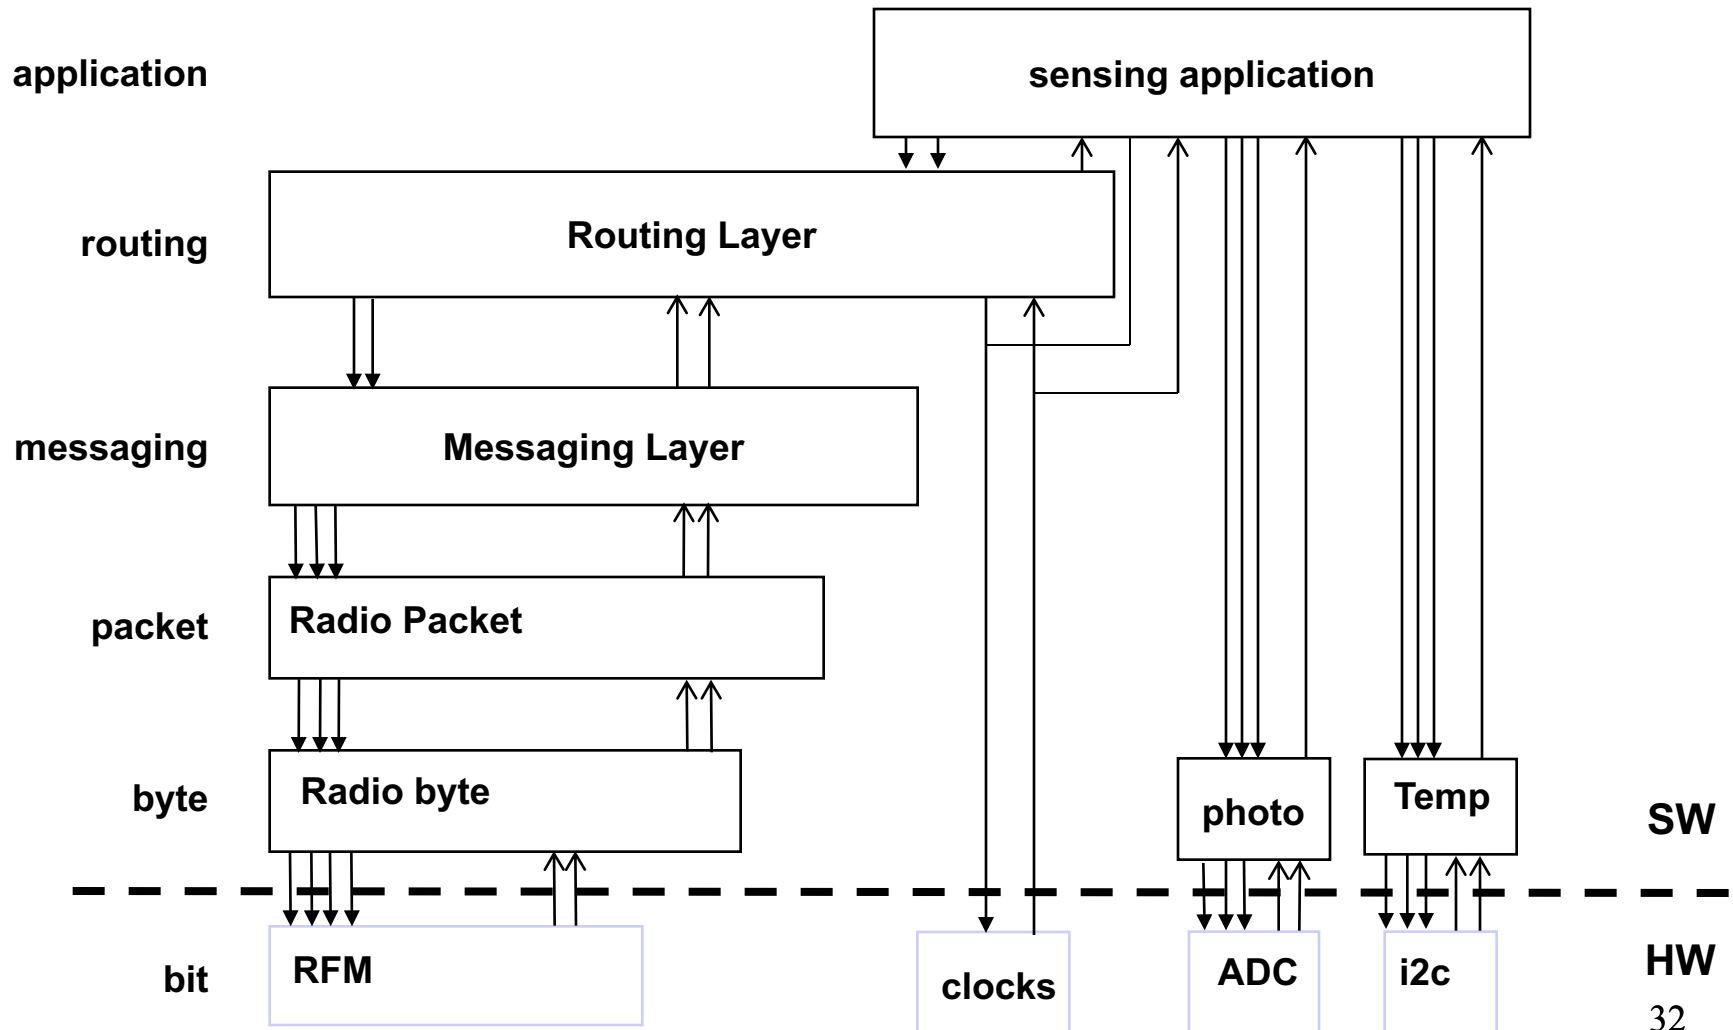 application
sensing application
routing
Routing Layer
messaging
Messaging Layer
packet
Radio Packet
byte
Radio byte
photo
Temp
SW
bit
RFM
clocks
ADC
i2c
HW
32